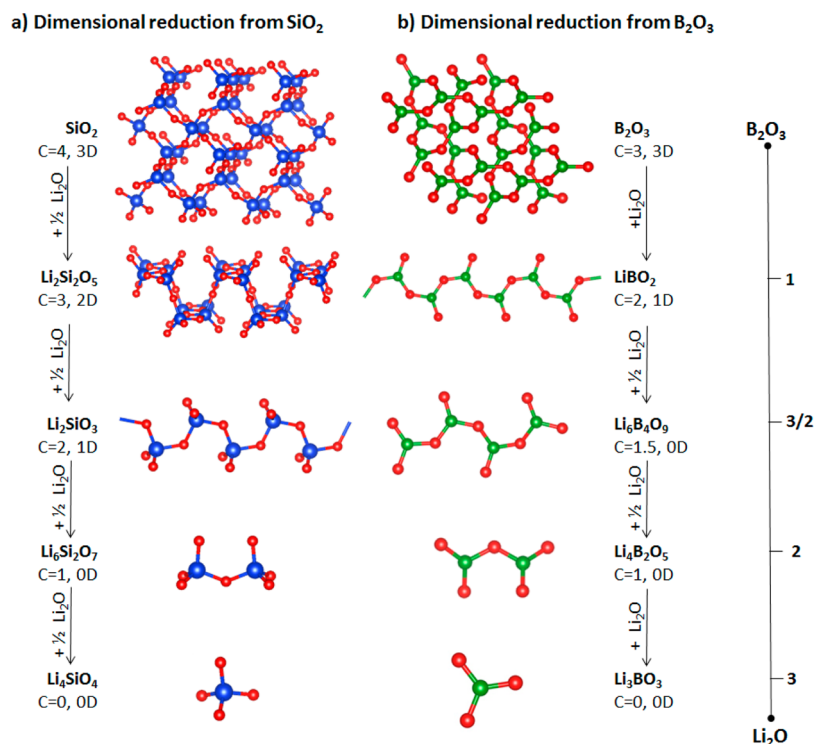 a) Dimensional reduction from SiO₂
SiO₂
C=4, 3D
+ ½ Li₂O
Li₂Si₂O₅
C=3, 2D
+ ½ Li₂O
Li₂SiO₃
C=2, 1D
+ ½ Li₂O
Li₆Si₂O₇
C=1, 0D
+ ½ Li₂O
Li₄SiO₄
C=0, 0D
b) Dimensional reduction from B₂O₃
B₂O₃
C=3, 3D
+Li₂O
LiBO₂
C=2, 1D
+ ½ Li₂O
Li₆B₄O₉
C=1.5, 0D
+ ½ Li₂O
Li₄B₂O₅
C=1, 0D
+ Li₂O
Li₃BO₃
C=0, 0D
B₂O₃
1
3/2
2
3
Li₂O